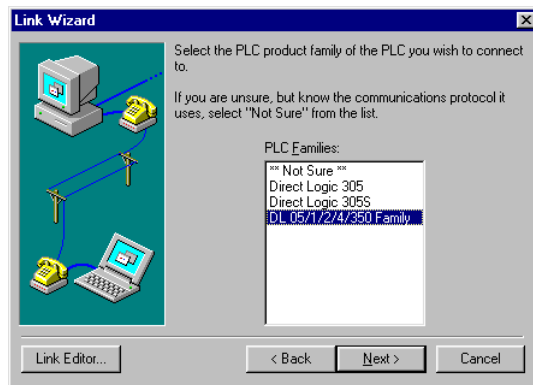 Link Wizard
Select the PLC product family of the PLC you wish to connect
to.
If you are unsure, but know the communications protocol it
uses, select "Not Sure" from the list.
PLC Families:
** Not Sure **
Direct Logic 305
Direct Logic 305S
DL 05/1/2/4/350 Family
Link Editor...
< Back
Next >
Cancel